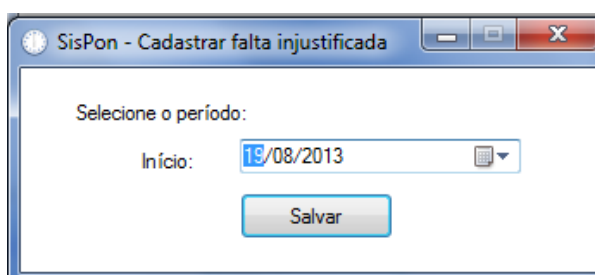 SisPon - Cadastrar falta injustificada
Selecione o período:
Início: 19/08/2013
Salvar